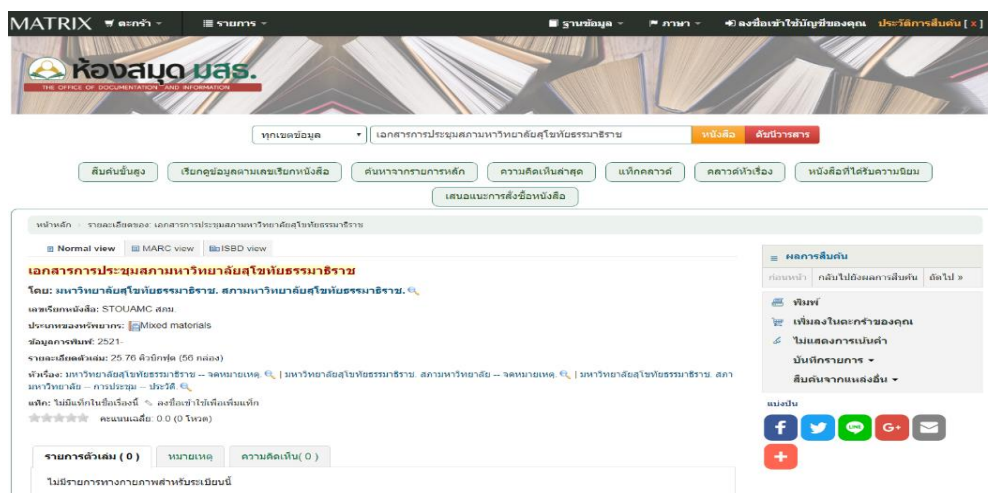 MATRIX ตะกร้า รายการ ฐานข้อมูล ภาษา ลงชื่อเข้าใช้บัญชีของคุณ ประวัติการสืบค้น [ x ]
ห้องสมุด มสธ.
THE OFFICE OF DOCUMENTATION AND INFORMATION
ทุกเขตข้อมูล เอกสารการประชุมสภามหาวิทยาลัยสุโขทัยธรรมาธิราช หนังสือ ดัชนีวารสาร
สืบค้นขั้นสูง เรียกดูข้อมูลตามเลขเรียกหนังสือ ค้นหาจากรายการหลัก ความคิดเห็นล่าสุด แท็กคลาวด์ คลาวด์หัวเรื่อง หนังสือที่ได้รับความนิยม
เสนอแนะการสั่งซื้อหนังสือ
หน้าหลัก รายละเอียดของ: เอกสารการประชุมสภามหาวิทยาลัยสุโขทัยธรรมาธิราช
Normal view MARC view ISBD view
เอกสารการประชุมสภามหาวิทยาลัยสุโขทัยธรรมาธิราช
โดย: มหาวิทยาลัยสุโขทัยธรรมาธิราช. สภามหาวิทยาลัยสุโขทัยธรรมาธิราช.
เลขเรียกหนังสือ: STOUAMC สภม.
ประเภทของทรัพยากร: Mixed materials
ข้อมูลการพิมพ์: 2521-
รายละเอียดตัวเล่ม: 25.76 คิวบิกฟุต (56 กล่อง)
หัวเรื่อง: มหาวิทยาลัยสุโขทัยธรรมาธิราช -- จดหมายเหตุ. | มหาวิทยาลัยสุโขทัยธรรมาธิราช. สภามหาวิทยาลัย -- จดหมายเหตุ. | มหาวิทยาลัยสุโขทัยธรรมาธิราช. สภา
มหาวิทยาลัย -- การประชุม -- ประวัติ.
แท็ก: ไม่มีแท็กในชื่อเรื่องนี้ ลงชื่อเข้าใช้เพื่อเพิ่มแท็ก
คะแนนเฉลี่ย: 0.0 (0 โหวต)
รายการตัวเล่ม ( 0 ) หมายเหตุ ความคิดเห็น( 0 )
ไม่มีรายการทางกายภาพสำหรับระเบียนนี้
ผลการสืบค้น
ก่อนหน้า กลับไปยังผลการสืบค้น ถัดไป »
พิมพ์
เพิ่มลงในตะกร้าของคุณ
ไม่แสดงการเน้นคำ
บันทึกรายการ
สืบค้นจากแหล่งอื่น
แบ่งปัน
LINE G+